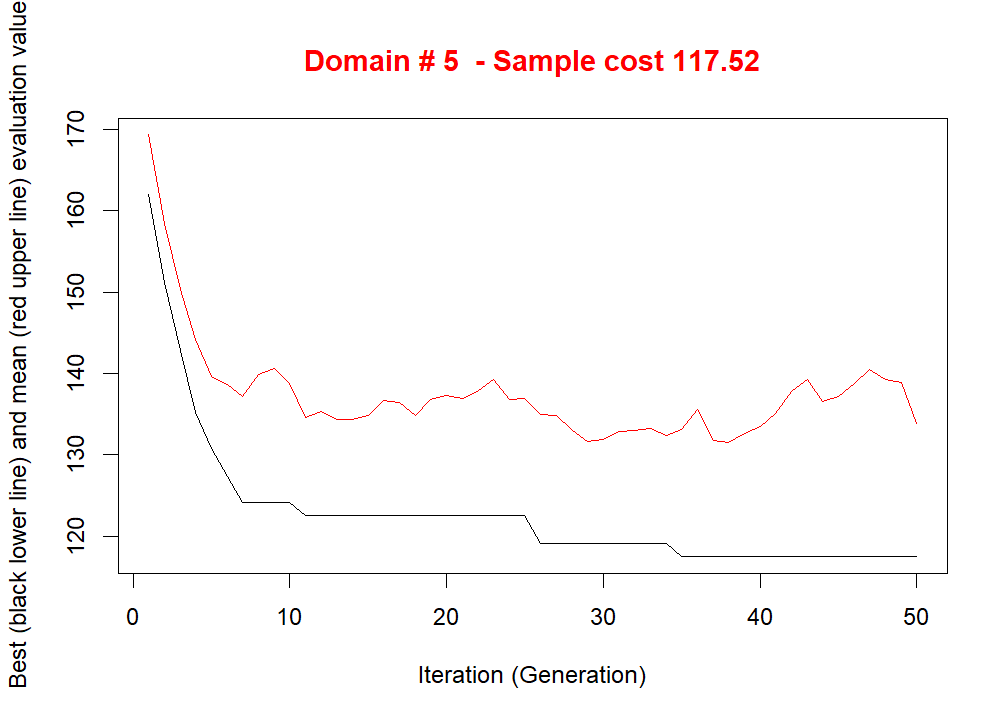 Domain # 5  - Sample cost 117.52
Best (black lower line) and mean (red upper line) evaluation value
170
160
150
140
130
120
0 10 20 30 40 50
Iteration (Generation)